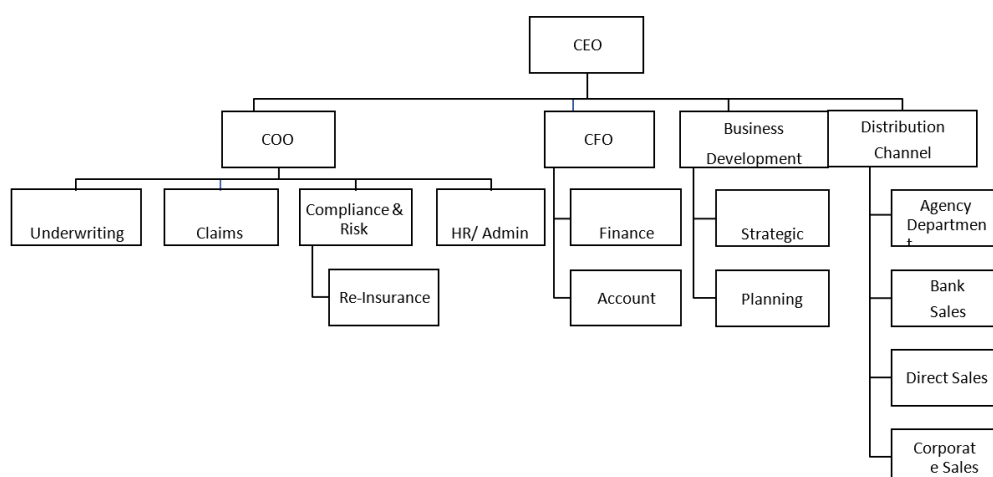 CEO
COO
CFO
Business
Development
Distribution
Channel
Underwriting
Claims
Compliance &
Risk
HR/ Admin
Finance
Strategic
Agency
Departmen
t
Re-Insurance
Account
Planning
Bank
Sales
Direct Sales
Corporat
e Sales